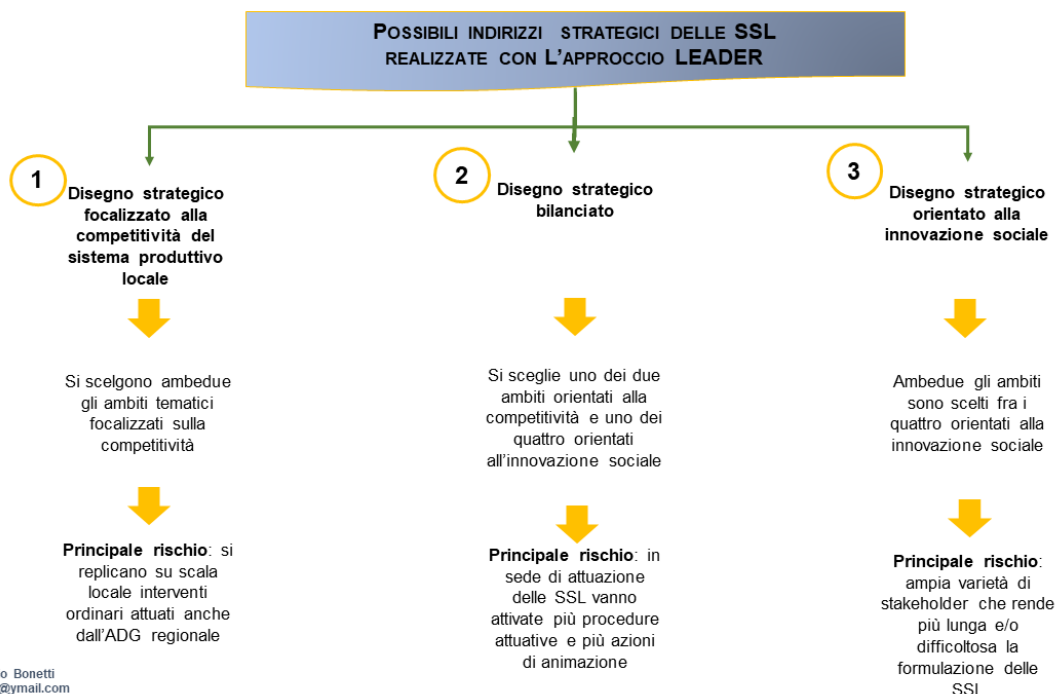 POSSIBILI INDIRIZZI STRATEGICI DELLE SSL
REALIZZATE CON L'APPROCCIO LEADER
1
Disegno strategico
focalizzato alla
competitività del
sistema produttivo
locale
Si scelgono ambedue
gli ambiti tematici
focalizzati sulla
competitività
Principale rischio: si
replicano su scala
locale interventi
ordinari attuati anche
dall'ADG regionale
2
Disegno strategico
bilanciato
Si sceglie uno dei due
ambiti orientati alla
competitività e uno dei
quattro orientati
all'innovazione sociale
Principale rischio: in
sede di attuazione
delle SSL vanno
attivate più procedure
attuative e più azioni
di animazione
3
Disegno strategico
orientato alla
innovazione sociale
Ambedue gli ambiti
sono scelti fra i
quattro orientati alla
innovazione sociale
Principale rischio:
ampia varietà di
stakeholder che rende
più lunga e/o
difficoltosa la
formulazione delle
SSL
o Bonetti
@ymail.com